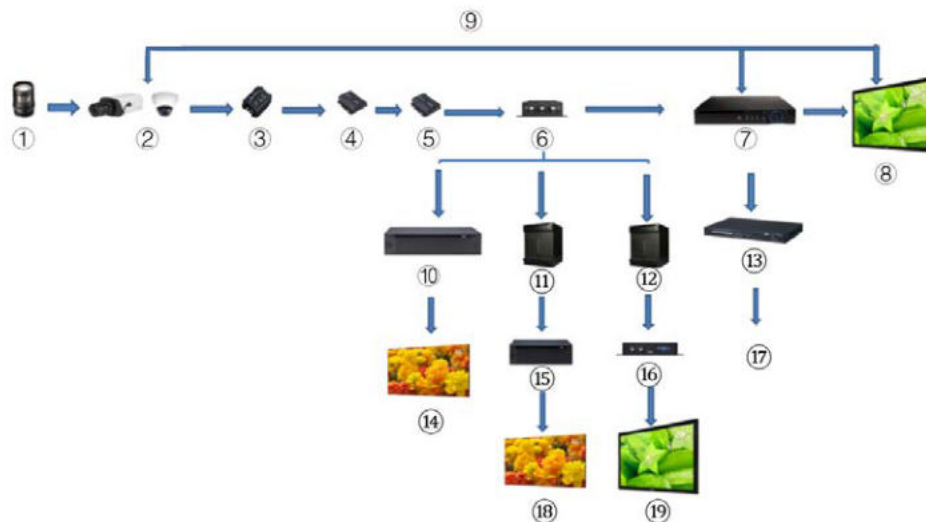 ⑨
① ② ③ ④ ⑤ ⑥ ⑦ ⑧
⑩ ⑪ ⑫ ⑬
⑭ ⑮ ⑯ ⑰
⑱ ⑲